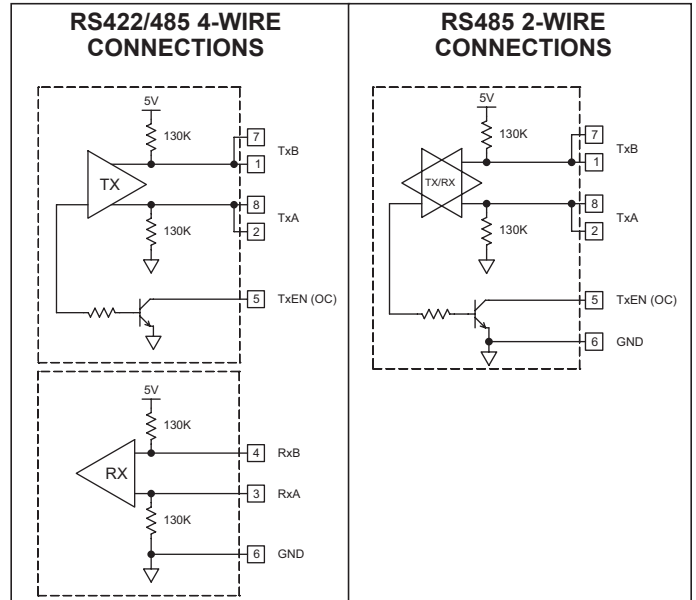 RS422/485 4-WIRE
CONNECTIONS
5V
130K
7
TxB
1
TX
8
TxA
130K
2
5
TxEN (OC)
5V
130K
4
RxB
RX
3
RxA
130K
6
GND
RS485 2-WIRE
CONNECTIONS
5V
130K
7
TxB
1
TX/RX
8
TxA
130K
2
5
TxEN (OC)
6
GND